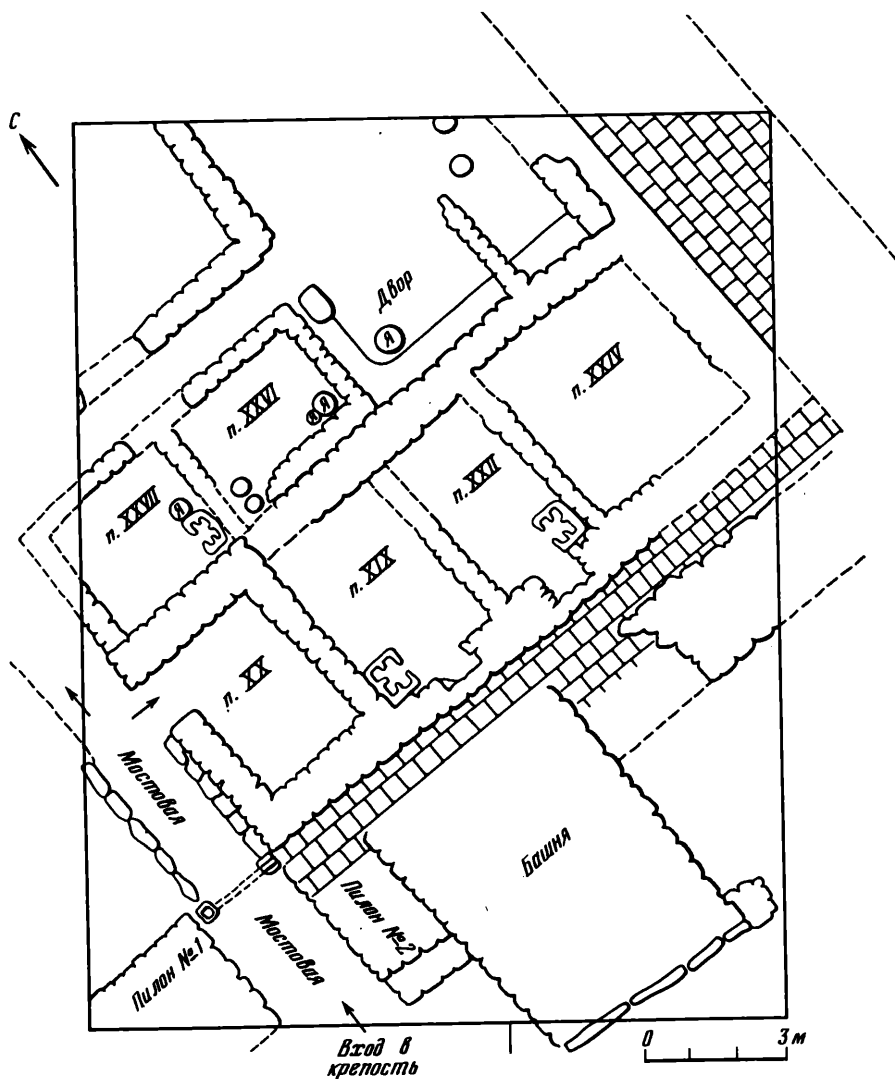 С
Двор
Я
п. XXIV
п. XXVI
Я
Я
п. XXII
п. XXVII
Я
п. XIX
п. XX
Мостовая
Башня
Пилон №2
Пилон №1
Мостовая
Вход в
крепость
0 3 м